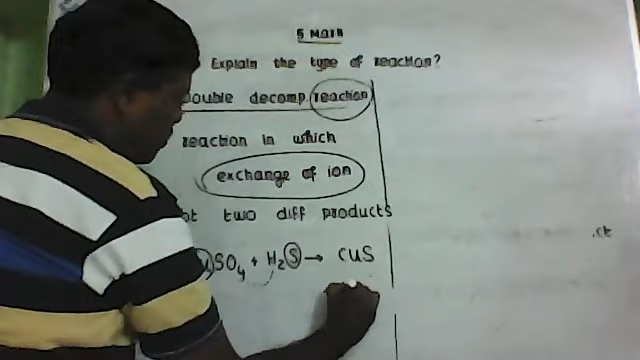 5 Mark
Explain the type of reaction?
Double decomp reaction
reaction in which
exchange of ion
two diff products
SO4 + H2S → CuS